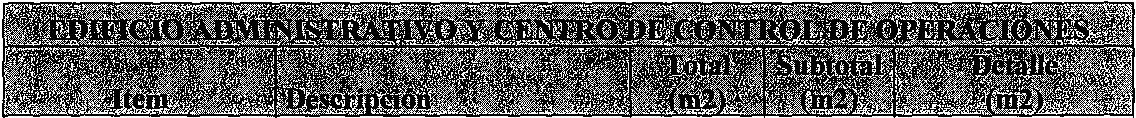 EDIFICIO ADMINISTRATIVO Y CENTRO DE CONTROL DE OPERACIONES
Item Descripción Total (m2) Subtotal (m2) Detalle (m2)